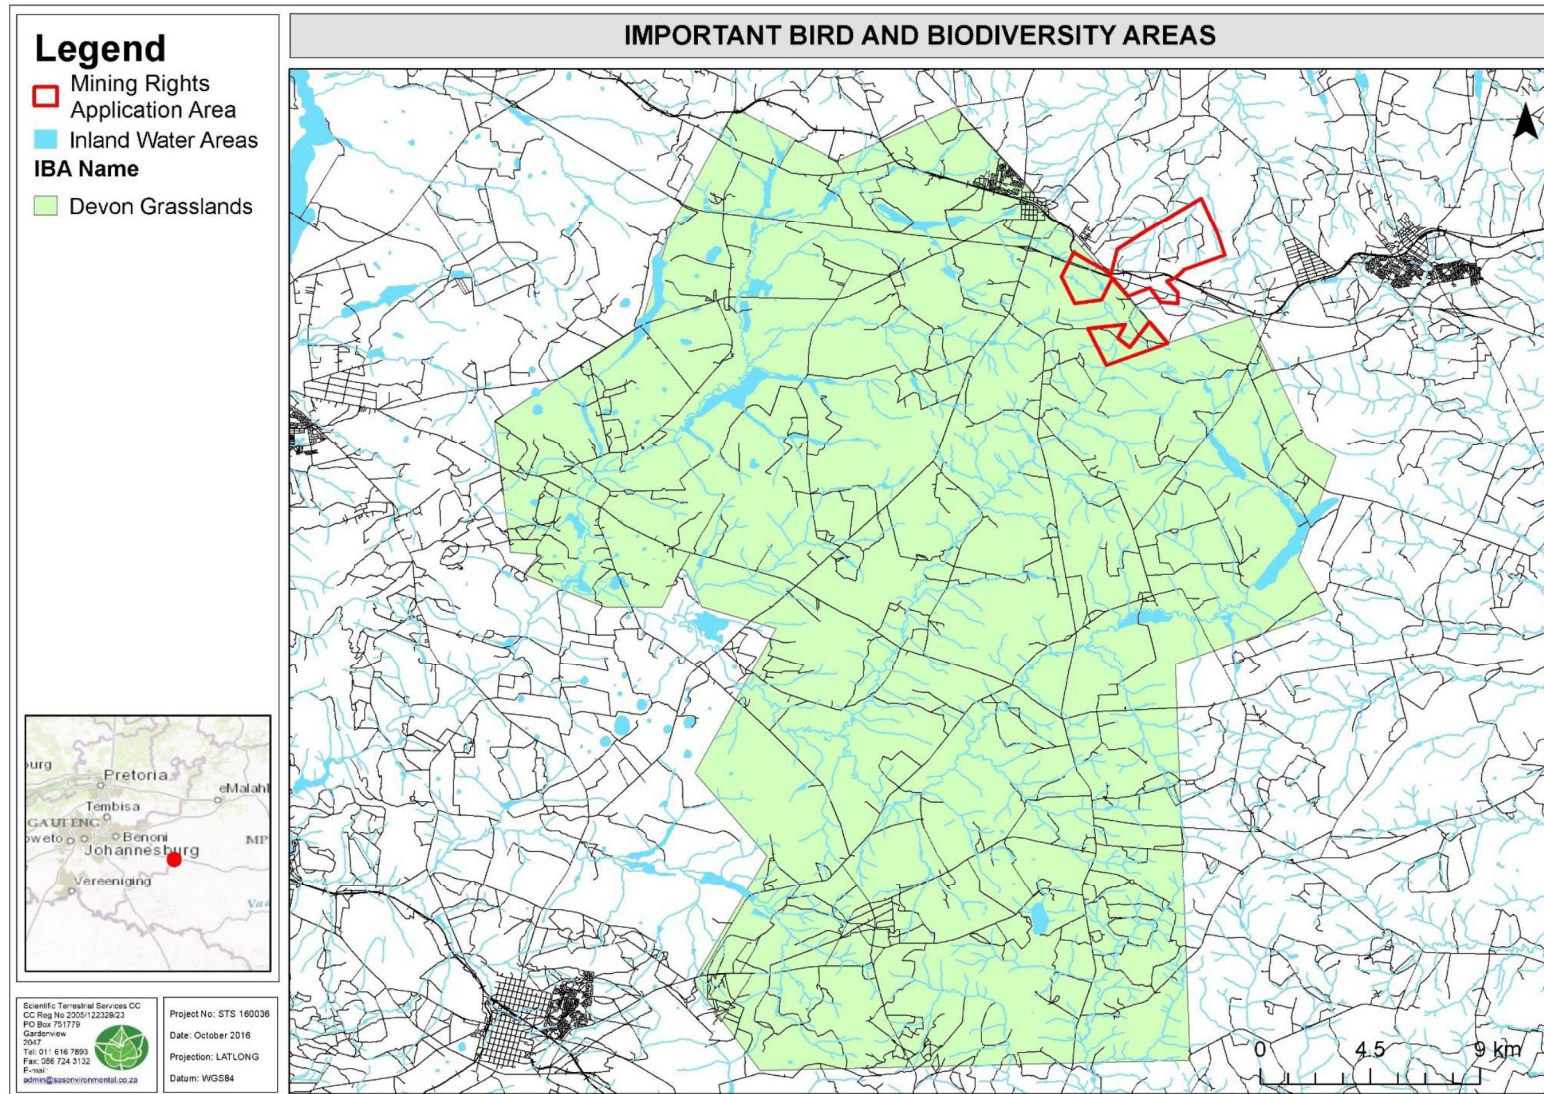 IMPORTANT BIRD AND BIODIVERSITY AREAS
Legend
Mining Rights
Application Area
Inland Water Areas
IBA Name
Devon Grasslands
burg
Pretoria
eMalahl
Tembisa
GAUTENG
oweto
Benoni
MP
Johannesburg
Vereeniging
Vaa
0 4.5 9 km
Scientific Terrestrial Services CC
CC Reg No 2005/122329/23
PO Box 751779
Gardenview
2047
Tel: 011 616 7893
Fax: 086 724 3132
E-mail:
admin@sasenvironmental.co.za
Project No: STS 160036
Date: October 2016
Projection: LATLONG
Datum: WGS84